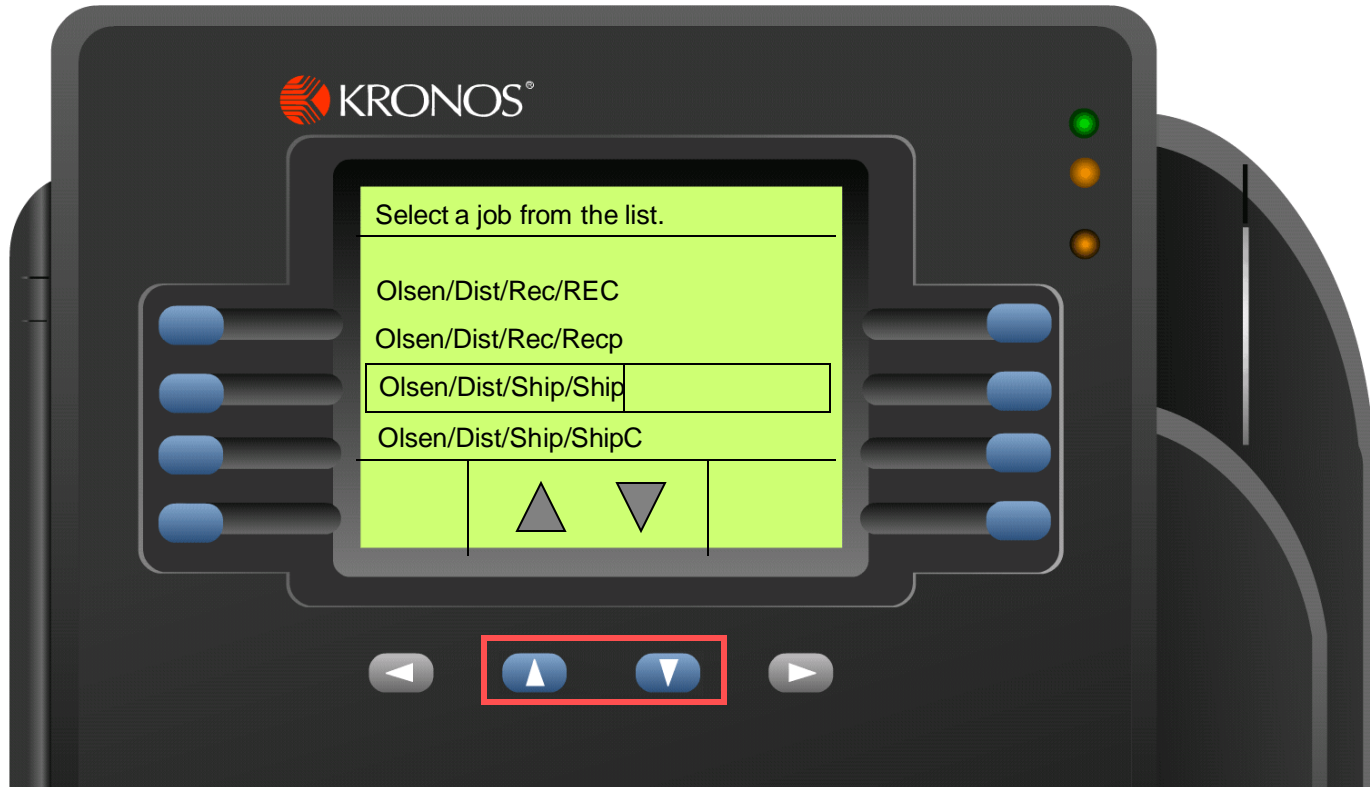 KRONOS®
Select a job from the list.
Olsen/Dist/Rec/REC
Olsen/Dist/Rec/Recp
Olsen/Dist/Ship/Ship
Olsen/Dist/Ship/ShipC